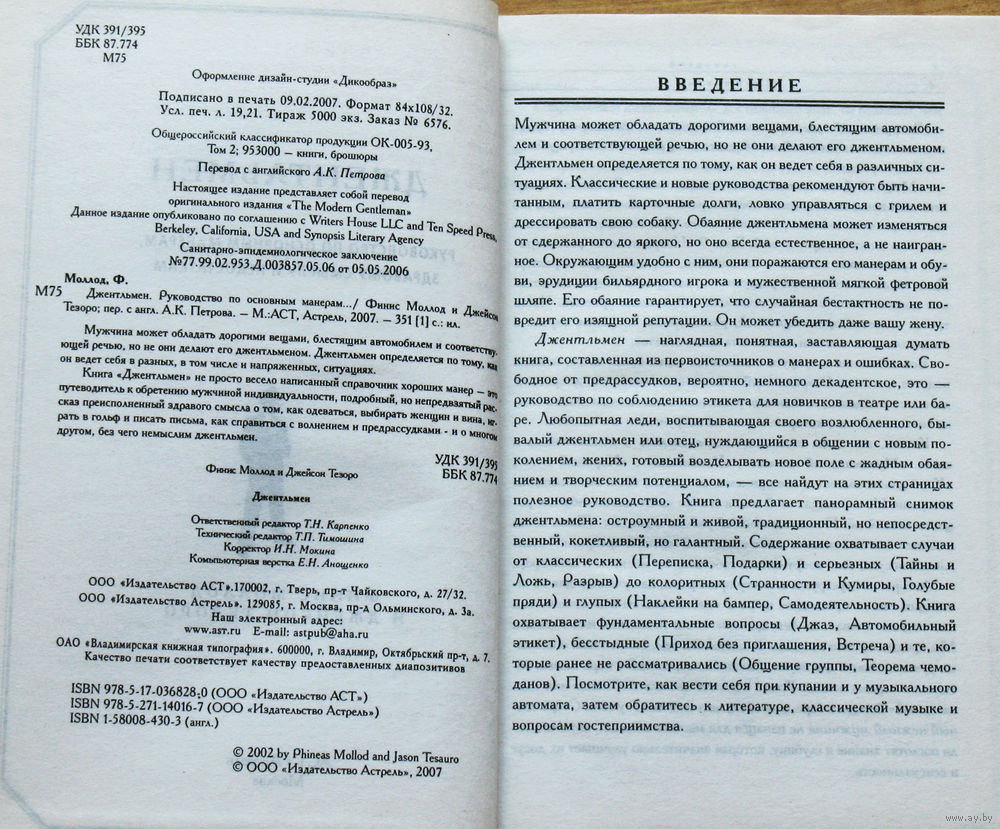 УДК 391/395
ББК 87.774
М75
Оформление дизайн-студии «Дикообраз»
Подписано в печать 09.02.2007. Формат 84х108/32.
Усл. печ. л. 19,21. Тираж 5000 экз. Заказ № 6576.
Общероссийский классификатор продукции ОК-005-93,
Том 2; 953000 — книги, брошюры
Перевод с английского А.К. Петрова
Настоящее издание представляет собой перевод
оригинального издания «The Modern Gentleman»
Данное издание опубликовано по соглашению с Writers House LLC and Ten Speed Press,
Berkeley, California, USA and Synopsis Literary Agency
Санитарно-эпидемиологическое заключение
№77.99.02.953.Д.003857.05.06 от 05.05.2006
Моллод, Ф.
М75 Джентльмен. Руководство по основным манерам.../ Финис Моллод и Джейсон
Тезоро; пер. с англ. А.К. Петрова. — М.:АСТ, Астрель, 2007. — 351 [1] с.: ил.
Мужчина может обладать дорогими вещами, блестящим автомобилем и соответству-
ющей речью, но не они делают его джентльменом. Джентльмен определяется по тому, как
он ведет себя в разных, в том числе и напряженных, ситуациях.
Книга «Джентльмен» не просто весело написанный справочник хороших манер — это
путеводитель к обретению мужчиной индивидуальности, подробный, но непредвзятый рас-
сказ преисполненный здравого смысла о том, как одеваться, выбирать женщин и вина, иг-
рать в гольф и писать письма, как справиться с волнением и предрассудками - и о многом
другом, без чего немыслим джентльмен.
УДК 391/395
ББК 87.774
Финис Моллод и Джейсон Тезоро
Джентльмен
Ответственный редактор Т.Н. Карпенко
Технический редактор Т.П. Тимошина
Корректор И.Н. Мокина
Компьютерная верстка Е.Н. Анощенко
ООО «Издательство АСТ».170002, г. Тверь, пр-т Чайковского, д. 27/32.
ООО «Издательство Астрель». 129085, г. Москва, пр-д Ольминского, д. 3а.
Наш электронный адрес:
www.ast.ru E-mail: astpub@aha.ru
ОАО «Владимирская книжная типография». 600000, г. Владимир, Октябрьский пр-т, д. 7.
Качество печати соответствует качеству предоставленных диапозитивов
ISBN 978-5-17-036828-0 (ООО «Издательство АСТ»)
ISBN 978-5-271-14016-7 (ООО «Издательство Астрель»)
ISBN 1-58008-430-3 (англ.)
© 2002 by Phineas Mollod and Jason Tesauro
© ООО «Издательство Астрель», 2007
ВВЕДЕНИЕ
Мужчина может обладать дорогими вещами, блестящим автомоби-
лем и соответствующей речью, но не они делают его джентльменом.
Джентльмен определяется по тому, как он ведет себя в различных си-
туациях. Классические и новые руководства рекомендуют быть начи-
танным, платить карточные долги, ловко управляться с грилем и
дрессировать свою собаку. Обаяние джентльмена может изменяться
от сдержанного до яркого, но оно всегда естественное, а не наигран-
ное. Окружающим удобно с ним, они поражаются его манерам и обу-
ви, эрудиции бильярдного игрока и мужественной мягкой фетровой
шляпе. Его обаяние гарантирует, что случайная бестактность не по-
вредит его изящной репутации. Он может убедить даже вашу жену.
Джентльмен — наглядная, понятная, заставляющая думать
книга, составленная из первоисточников о манерах и ошибках. Сво-
бодное от предрассудков, вероятно, немного декадентское, это —
руководство по соблюдению этикета для новичков в театре или ба-
ре. Любопытная леди, воспитывающая своего возлюбленного, бы-
валый джентльмен или отец, нуждающийся в общении с новым по-
колением, жених, готовый возделывать новое поле с жадным обая-
нием и творческим потенциалом, — все найдут на этих страницах
полезное руководство. Книга предлагает панорамный снимок
джентльмена: остроумный и живой, традиционный, но непосредст-
венный, кокетливый, но галантный. Содержание охватывает случаи
от классических (Переписка, Подарки) и серьезных (Тайны и
Ложь, Разрыв) до колоритных (Странности и Кумиры, Голубые
пряди) и глупых (Наклейки на бампер, Самодеятельность). Книга
охватывает фундаментальные вопросы (Джаз, Автомобильный
этикет), бесстыдные (Приход без приглашения, Встреча) и те, ко-
торые ранее не рассматривались (Общение группы, Теорема чемо-
данов). Посмотрите, как вести себя при купании и у музыкального
автомата, затем обратитесь к литературе, классической музыке и
вопросам гостеприимства.
www.ay.by